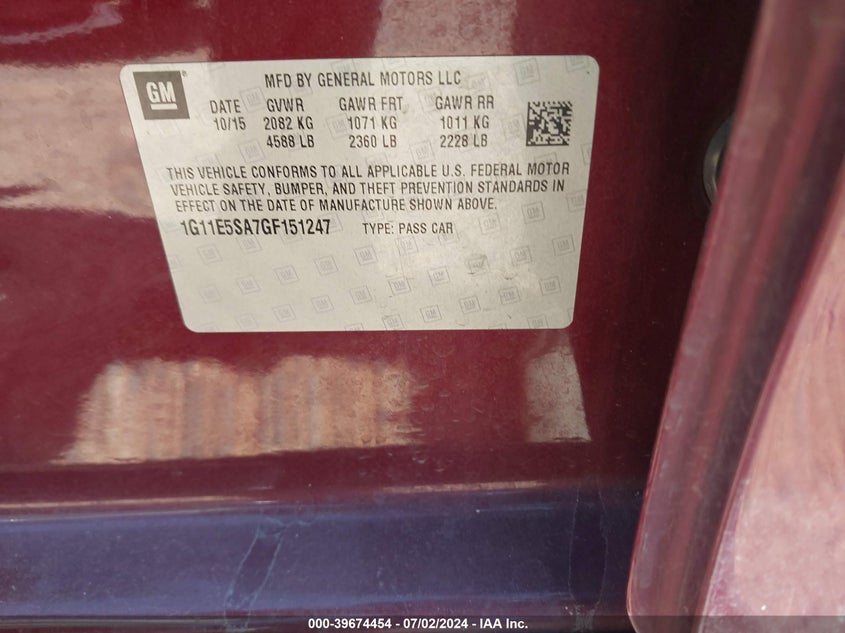 GM
MFD BY GENERAL MOTORS LLC
DATE GVWR GAWR FRT GAWR RR
10/15 2082 KG 1071 KG 1011 KG
4588 LB 2360 LB 2228 LB
THIS VEHICLE CONFORMS TO ALL APPLICABLE U.S. FEDERAL MOTOR
VEHICLE SAFETY, BUMPER, AND THEFT PREVENTION STANDARDS IN
EFFECT ON THE DATE OF MANUFACTURE SHOWN ABOVE.
1G11E5SA7GF151247 TYPE: PASS CAR
000-39674454 - 07/02/2024 - IAA Inc.